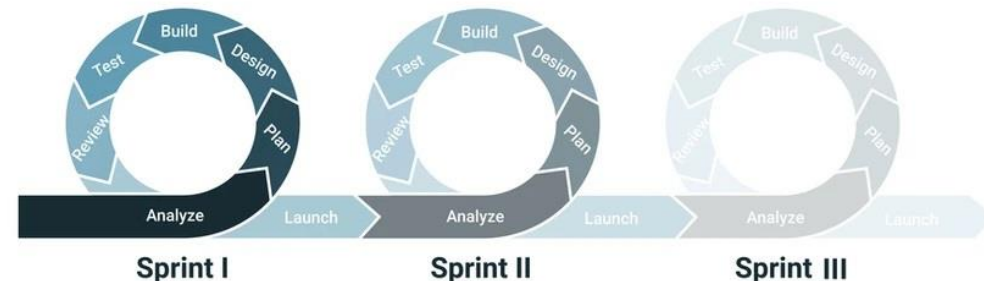 Build
Test
Design
Review
Plan
Analyze
Launch
Sprint I
Build
Test
Design
Review
Plan
Analyze
Launch
Sprint II
Build
Test
Design
Review
Plan
Analyze
Launch
Sprint III